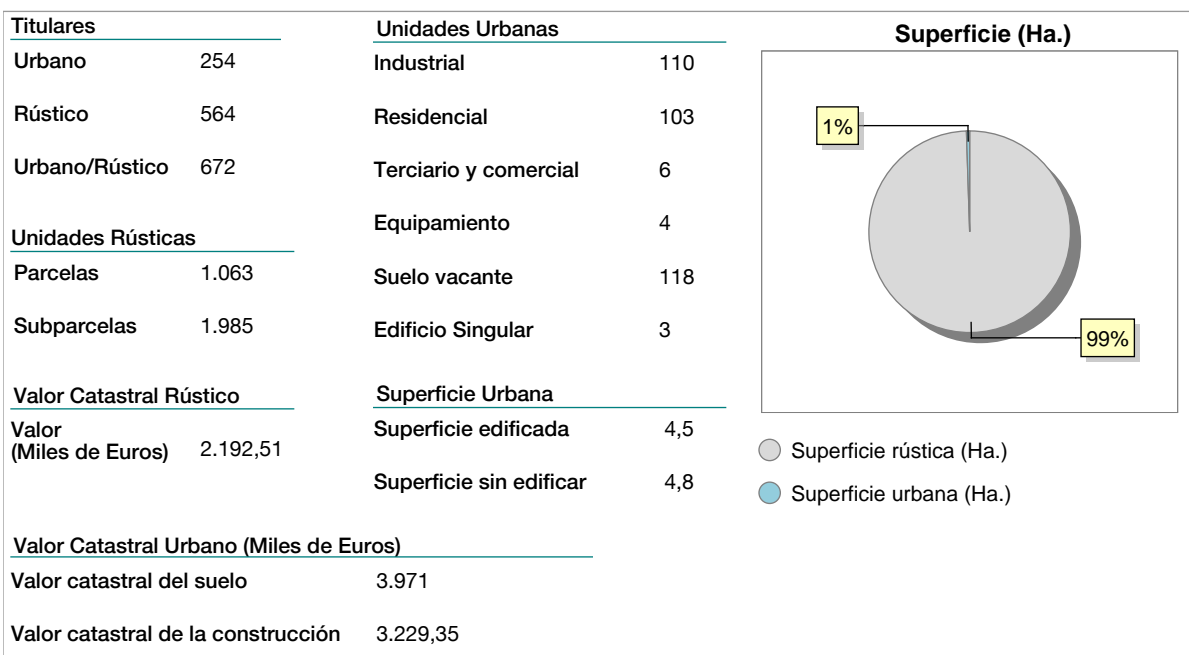 Titulares
Urbano 254
Rústico 564
Urbano/Rústico 672
Unidades Rústicas
Parcelas 1.063
Subparcelas 1.985
Valor Catastral Rústico
Valor
(Miles de Euros) 2.192,51
Unidades Urbanas
Industrial 110
Residencial 103
Terciario y comercial 6
Equipamiento 4
Suelo vacante 118
Edificio Singular 3
Superficie Urbana
Superficie edificada 4,5
Superficie sin edificar 4,8
Valor Catastral Urbano (Miles de Euros)
Valor catastral del suelo 3.971
Valor catastral de la construcción 3.229,35
Superficie (Ha.)
1%
99%
Superficie rústica (Ha.)
Superficie urbana (Ha.)